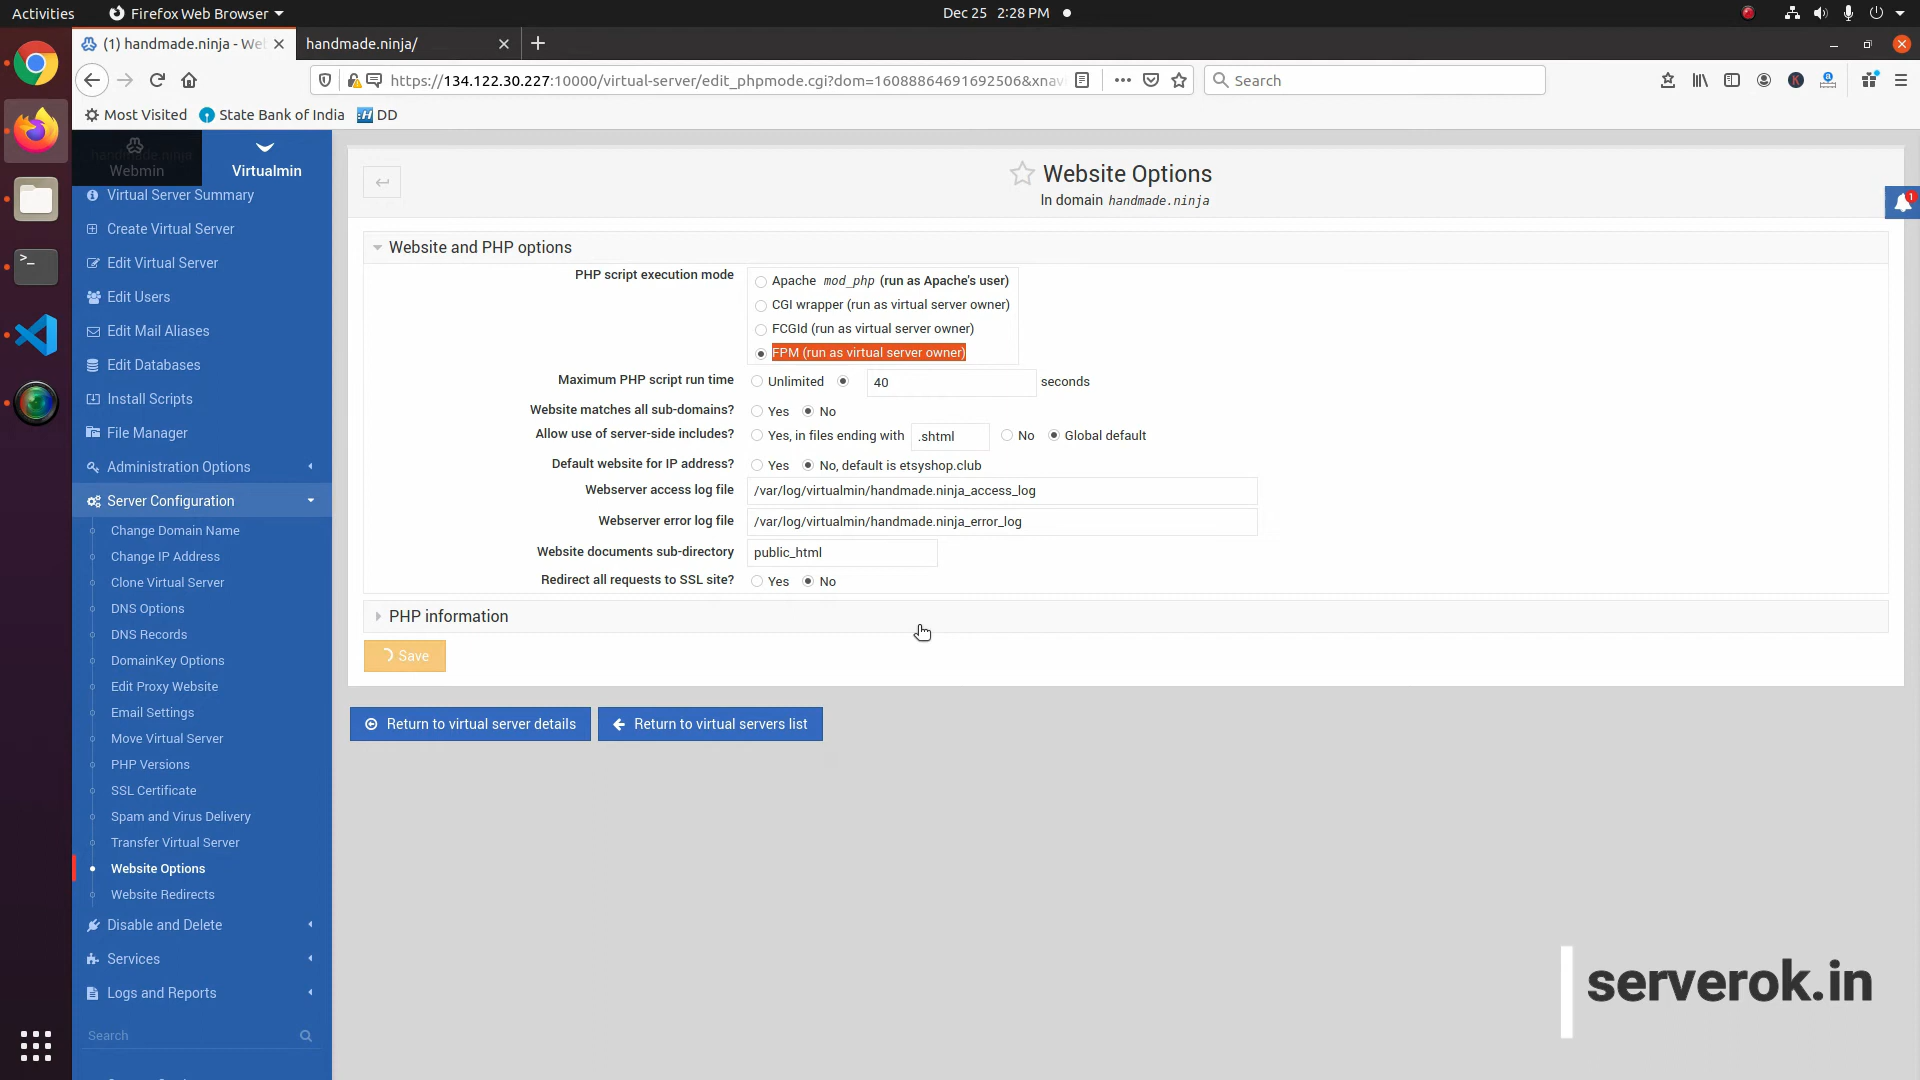 Activities
Firefox Web Browser
Dec 25 2:28 PM
(1) handmade.ninja - We
handmade.ninja/
https://134.122.30.227:10000/virtual-server/edit_phpmode.cgi?dom=16088864691692506&xnav
Search
Most Visited
State Bank of India
DD
Webmin
Virtualmin
Virtual Server Summary
Create Virtual Server
Edit Virtual Server
Edit Users
Edit Mail Aliases
Edit Databases
Install Scripts
File Manager
Administration Options
Server Configuration
Change Domain Name
Change IP Address
Clone Virtual Server
DNS Options
DNS Records
DomainKey Options
Edit Proxy Website
Email Settings
Move Virtual Server
PHP Versions
SSL Certificate
Spam and Virus Delivery
Transfer Virtual Server
Website Options
Website Redirects
Disable and Delete
Services
Logs and Reports
Search
Website Options
In domain handmade.ninja
1
Website and PHP options
PHP script execution mode
Apache mod_php (run as Apache's user)
CGI wrapper (run as virtual server owner)
FCGId (run as virtual server owner)
FPM (run as virtual server owner)
Maximum PHP script run time Unlimited 40 seconds
Website matches all sub-domains? Yes No
Allow use of server-side includes? Yes, in files ending with .shtml No Global default
Default website for IP address? Yes No, default is etsyshop.club
Webserver access log file /var/log/virtualmin/handmade.ninja_access_log
Webserver error log file /var/log/virtualmin/handmade.ninja_error_log
Website documents sub-directory public_html
Redirect all requests to SSL site? Yes No
PHP information
Save
Return to virtual server details
Return to virtual servers list
serverok.in